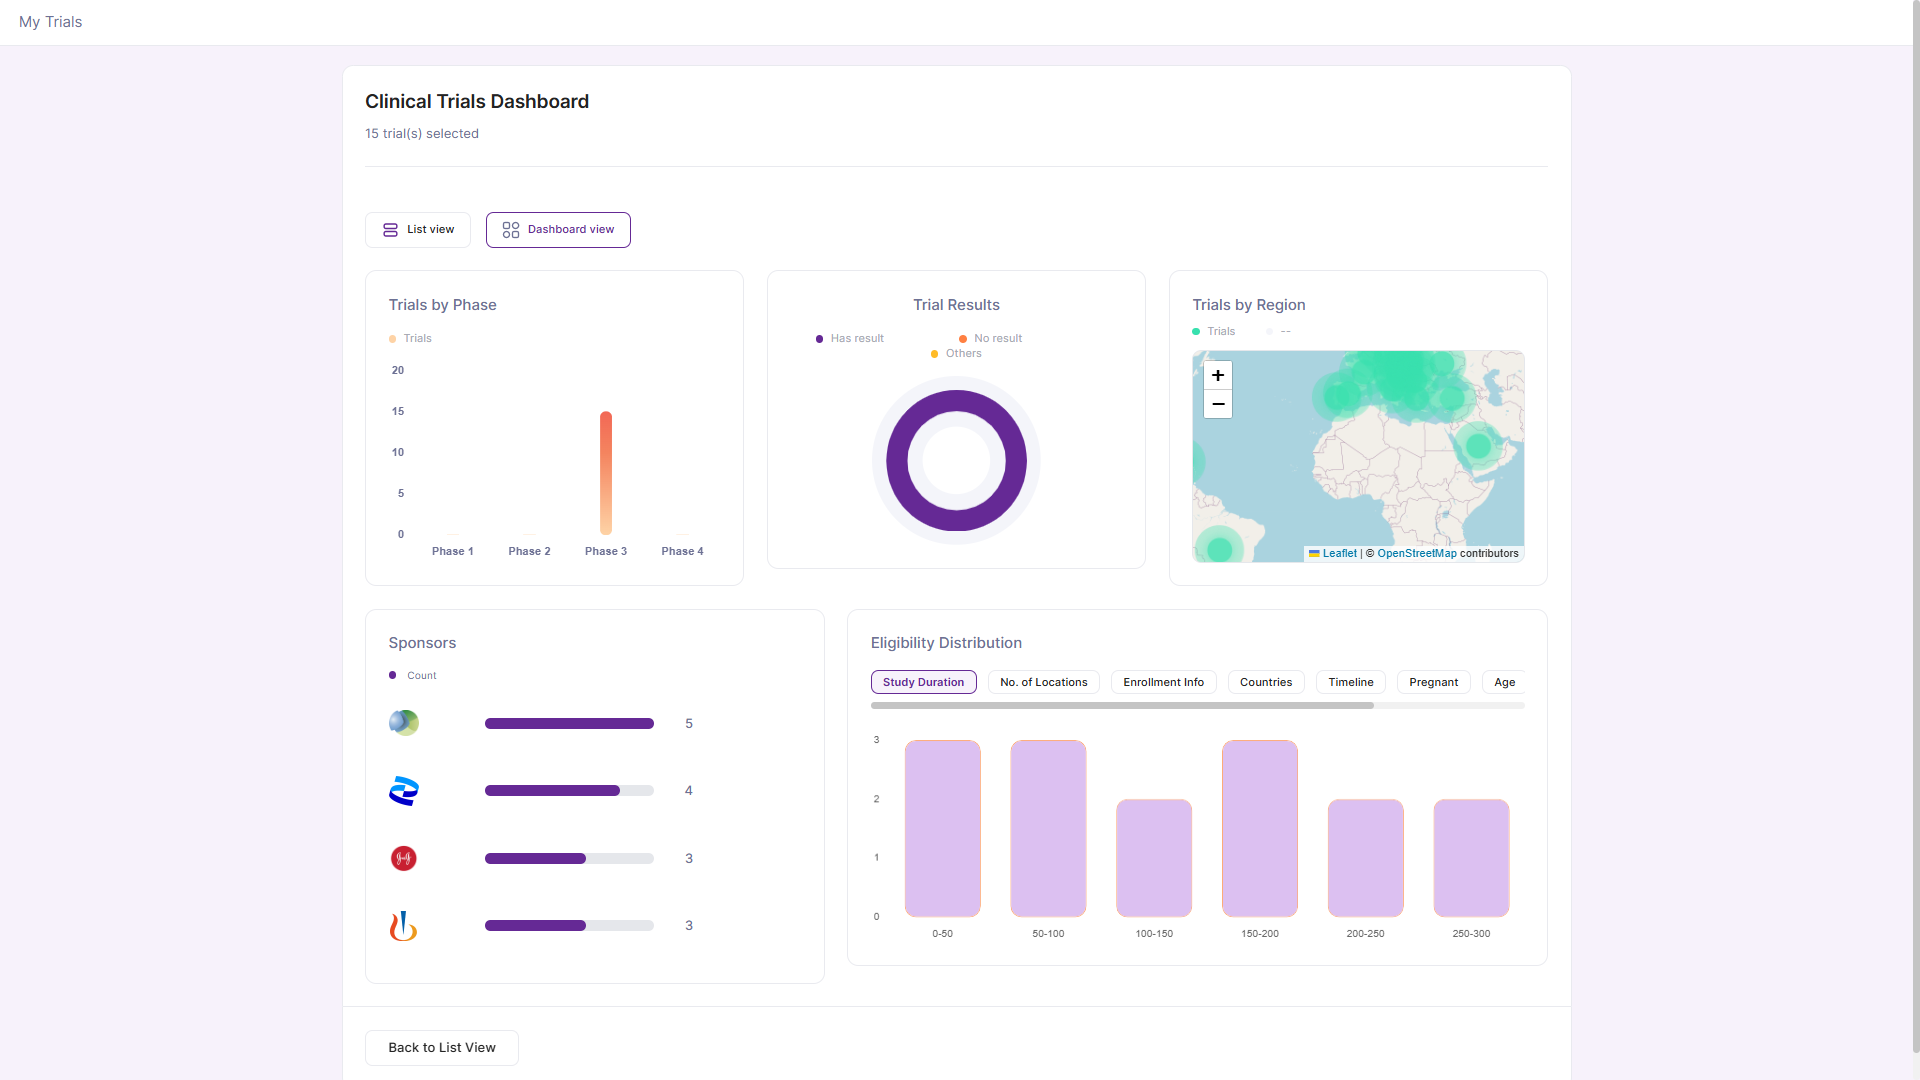 My Trials
Clinical Trials Dashboard
15 trial(s) selected
List view
Dashboard view
Trials by Phase
Trials
20
15
10
5
0
Phase 1 Phase 2 Phase 3 Phase 4
Trial Results
Has result No result
Others
Trials by Region
Trials --
+
−
Leaflet | © OpenStreetMap contributors
Sponsors
Count
5
4
3
3
Eligibility Distribution
Study Duration No. of Locations Enrollment Info Countries Timeline Pregnant Age
3
2
1
0
0-50 50-100 100-150 150-200 200-250 250-300
Back to List View